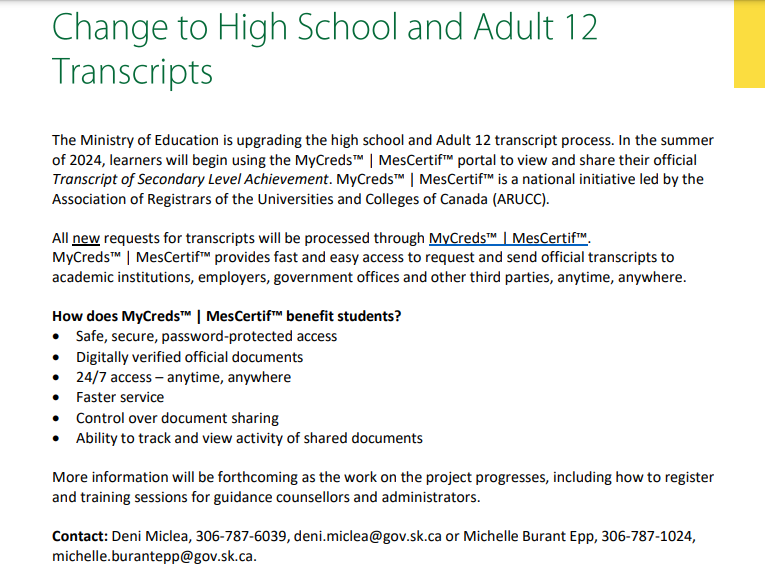 Change to High School and Adult 12
Transcripts
The Ministry of Education is upgrading the high school and Adult 12 transcript process. In the summer
of 2024, learners will begin using the MyCreds™ | MesCertif™ portal to view and share their official
Transcript of Secondary Level Achievement. MyCreds™ | MesCertif™ is a national initiative led by the
Association of Registrars of the Universities and Colleges of Canada (ARUCC).
All new requests for transcripts will be processed through MyCreds™ | MesCertif™.
MyCreds™ | MesCertif™ provides fast and easy access to request and send official transcripts to
academic institutions, employers, government offices and other third parties, anytime, anywhere.
How does MyCreds™ | MesCertif™ benefit students?
• Safe, secure, password-protected access
• Digitally verified official documents
• 24/7 access – anytime, anywhere
• Faster service
• Control over document sharing
• Ability to track and view activity of shared documents
More information will be forthcoming as the work on the project progresses, including how to register
and training sessions for guidance counsellors and administrators.
Contact: Deni Miclea, 306-787-6039, deni.miclea@gov.sk.ca or Michelle Burant Epp, 306-787-1024,
michelle.burantepp@gov.sk.ca.